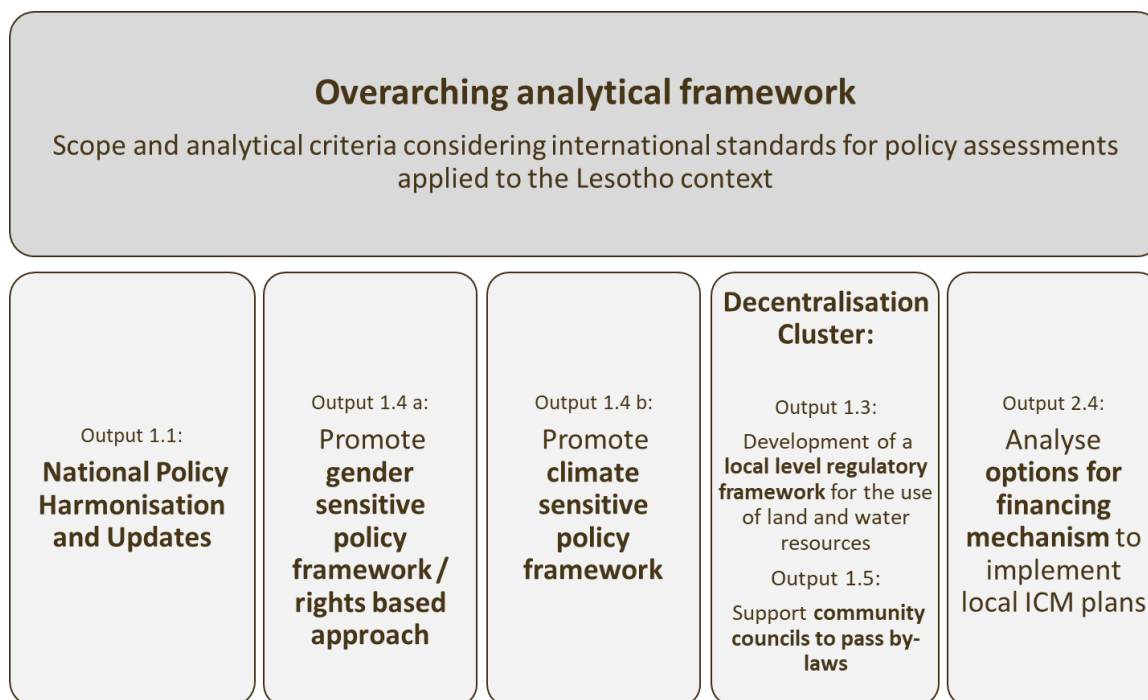 Overarching analytical framework
Scope and analytical criteria considering international standards for policy assessments
applied to the Lesotho context
Output 1.1:
National Policy
Harmonisation
and Updates
Output 1.4 a:
Promote
gender
sensitive
policy
framework /
rights based
approach
Output 1.4 b:
Promote
climate
sensitive
policy
framework
Decentralisation
Cluster:
Output 1.3:
Development of a
local level regulatory
framework for the use
of land and water
resources
Output 1.5:
Support community
councils to pass by-
laws
Output 2.4:
Analyse
options for
financing
mechanism to
implement
local ICM plans